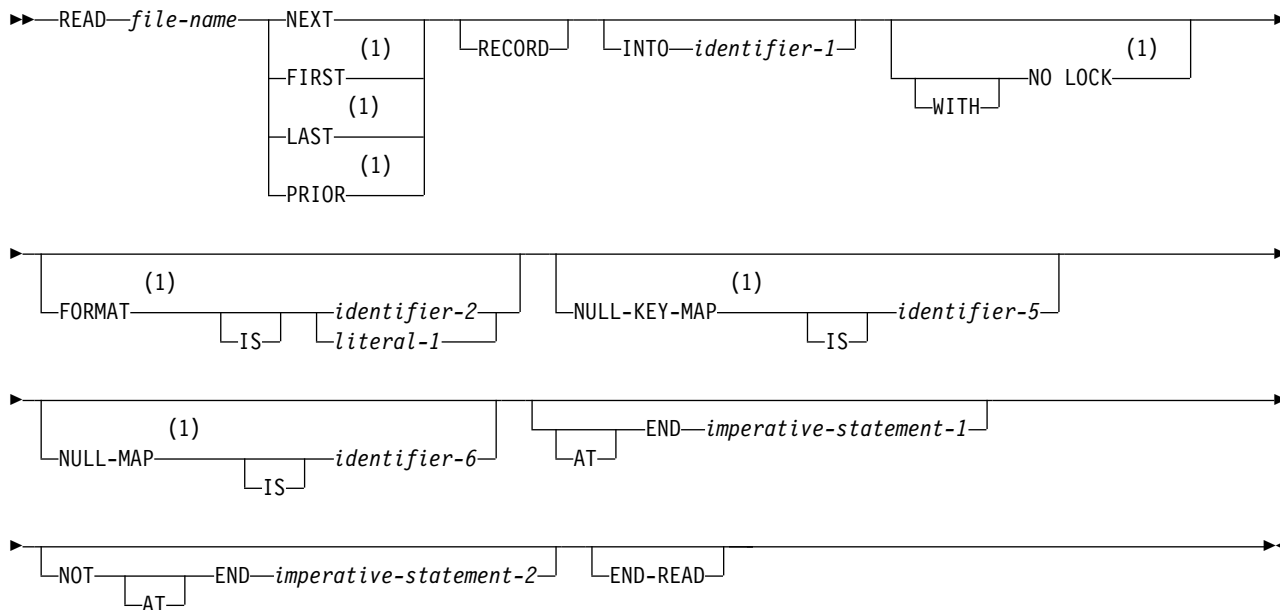 READ file-name NEXT RECORD INTO identifier-1 WITH NO LOCK (1)
(1)
FIRST
(1)
LAST
(1)
PRIOR
FORMAT (1) IS identifier-2 NULL-KEY-MAP (1) IS identifier-5
literal-1
NULL-MAP (1) IS identifier-6 AT END imperative-statement-1
NOT AT END imperative-statement-2 END-READ